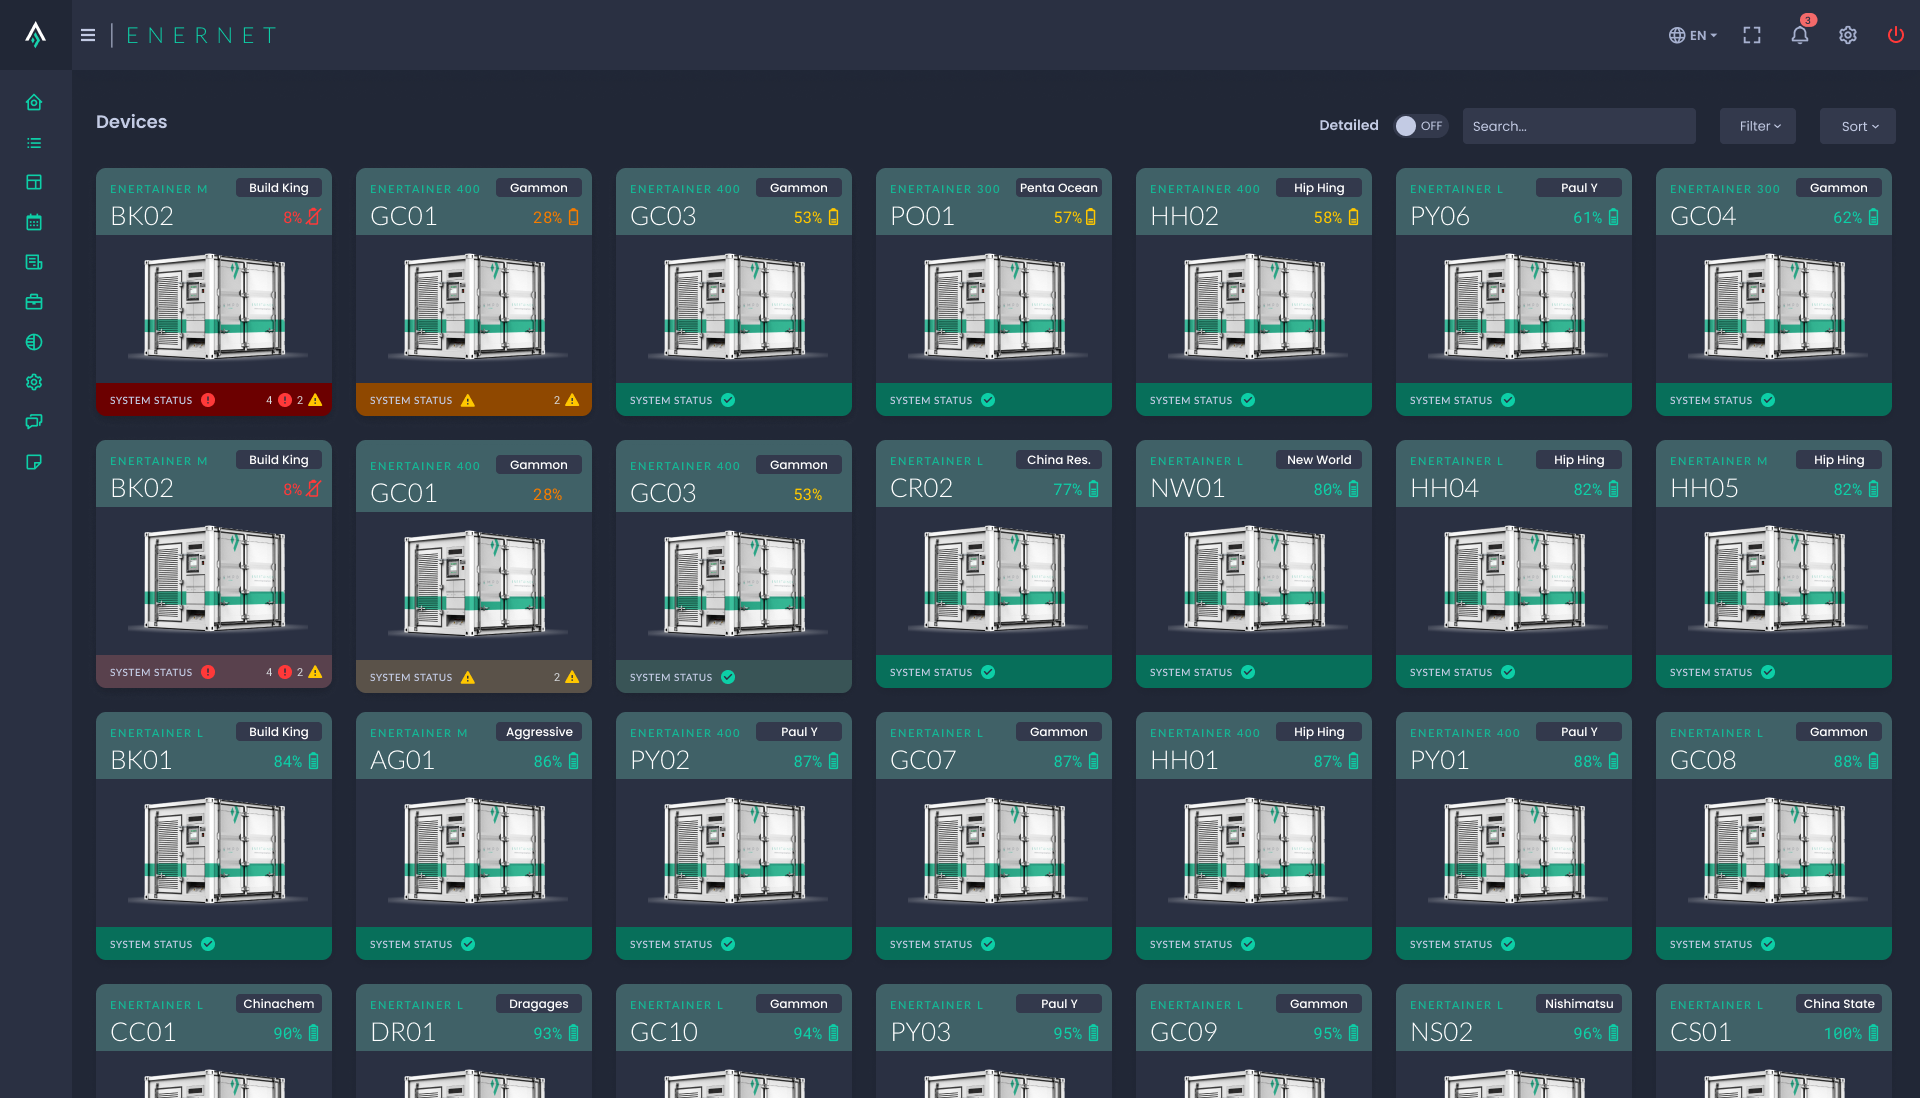 ENERNET
EN
3
Devices
Detailed
OFF
Search...
Filter
Sort
ENERTAINER M
Build King
BK02
8%
SYSTEM STATUS
4
2
ENERTAINER 400
Gammon
GC01
28%
SYSTEM STATUS
2
ENERTAINER 400
Gammon
GC03
53%
SYSTEM STATUS
ENERTAINER 300
Penta Ocean
PO01
57%
SYSTEM STATUS
ENERTAINER 400
Hip Hing
HH02
58%
SYSTEM STATUS
ENERTAINER L
Paul Y
PY06
61%
SYSTEM STATUS
ENERTAINER 300
Gammon
GC04
62%
SYSTEM STATUS
ENERTAINER M
Build King
BK02
8%
SYSTEM STATUS
4
2
ENERTAINER 400
Gammon
GC01
28%
SYSTEM STATUS
2
ENERTAINER 400
Gammon
GC03
53%
SYSTEM STATUS
ENERTAINER L
China Res.
CR02
77%
SYSTEM STATUS
ENERTAINER L
New World
NW01
80%
SYSTEM STATUS
ENERTAINER L
Hip Hing
HH04
82%
SYSTEM STATUS
ENERTAINER M
Hip Hing
HH05
82%
SYSTEM STATUS
ENERTAINER L
Build King
BK01
84%
SYSTEM STATUS
ENERTAINER M
Aggressive
AG01
86%
SYSTEM STATUS
ENERTAINER 400
Paul Y
PY02
87%
SYSTEM STATUS
ENERTAINER L
Gammon
GC07
87%
SYSTEM STATUS
ENERTAINER 400
Hip Hing
HH01
87%
SYSTEM STATUS
ENERTAINER 400
Paul Y
PY01
88%
SYSTEM STATUS
ENERTAINER L
Gammon
GC08
88%
SYSTEM STATUS
ENERTAINER L
Chinachem
CC01
90%
ENERTAINER L
Dragages
DR01
93%
ENERTAINER L
Gammon
GC10
94%
ENERTAINER L
Paul Y
PY03
95%
ENERTAINER L
Gammon
GC09
95%
ENERTAINER L
Nishimatsu
NS02
96%
ENERTAINER L
China State
CS01
100%